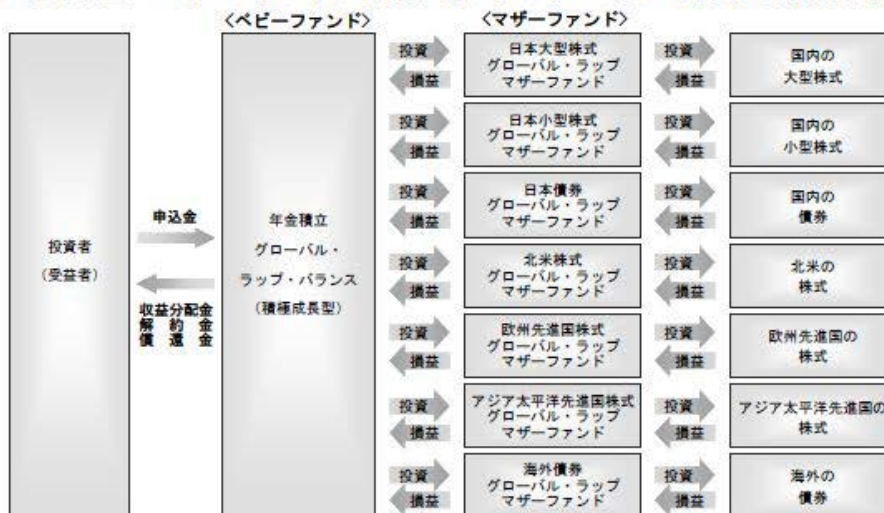 〈ベビーファンド〉
〈マザーファンド〉
投資者
(受益者)
申込金
収益分配金
解約金
償還金
年金積立
グローバル・
ラップ・バランス
(積極成長型)
投資
損益
日本大型株式
グローバル・ラップ
マザーファンド
投資
損益
国内の
大型株式
投資
損益
日本小型株式
グローバル・ラップ
マザーファンド
投資
損益
国内の
小型株式
投資
損益
日本債券
グローバル・ラップ
マザーファンド
投資
損益
国内の
債券
投資
損益
北米株式
グローバル・ラップ
マザーファンド
投資
損益
北米の
株式
投資
損益
欧州先進国株式
グローバル・ラップ
マザーファンド
投資
損益
欧州先進国の
株式
投資
損益
アジア太平洋先進国株式
グローバル・ラップ
マザーファンド
投資
損益
アジア太平洋先進国の
株式
投資
損益
海外債券
グローバル・ラップ
マザーファンド
投資
損益
海外の
債券